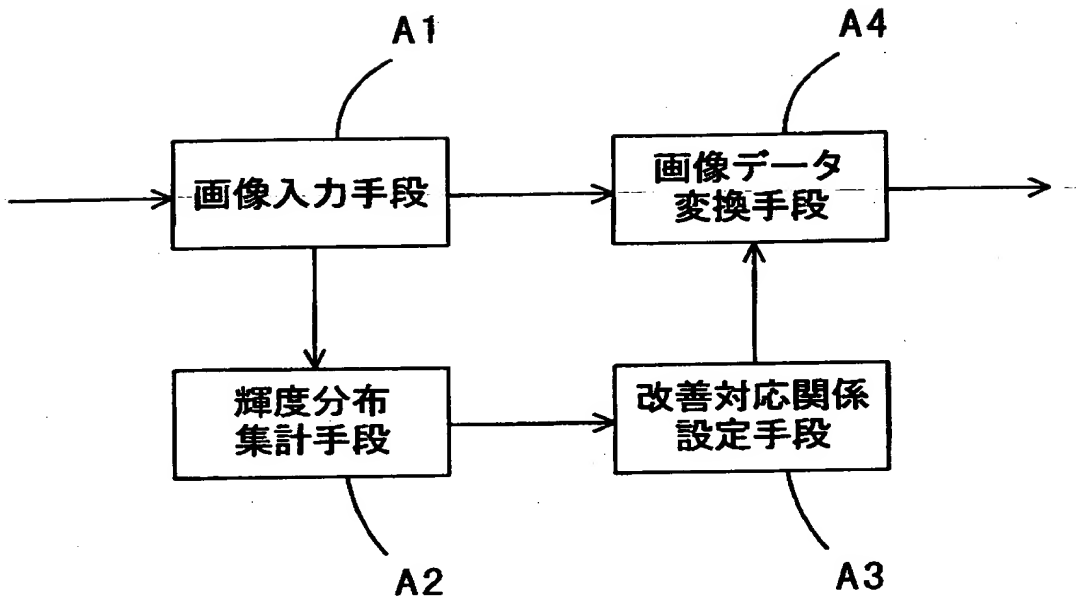 A1
A4
画像入力手段
画像データ
変換手段
輝度分布
集計手段
改善対応関係
設定手段
A2
A3